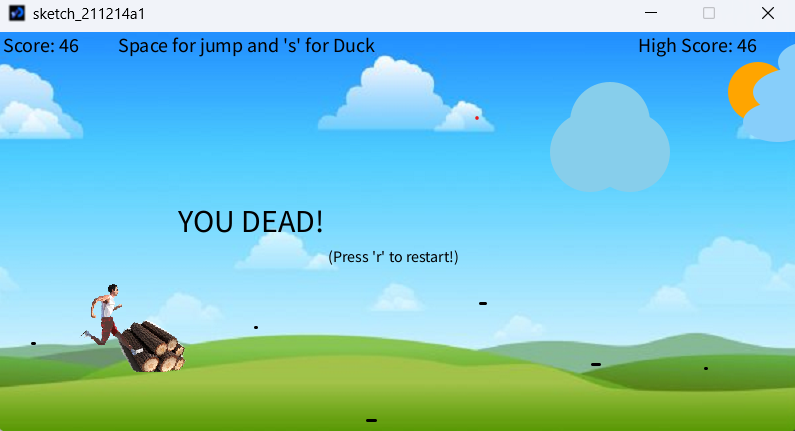 sketch_211214a1
Score: 46
Space for jump and 's' for Duck
High Score: 46
YOU DEAD!
(Press 'r' to restart!)